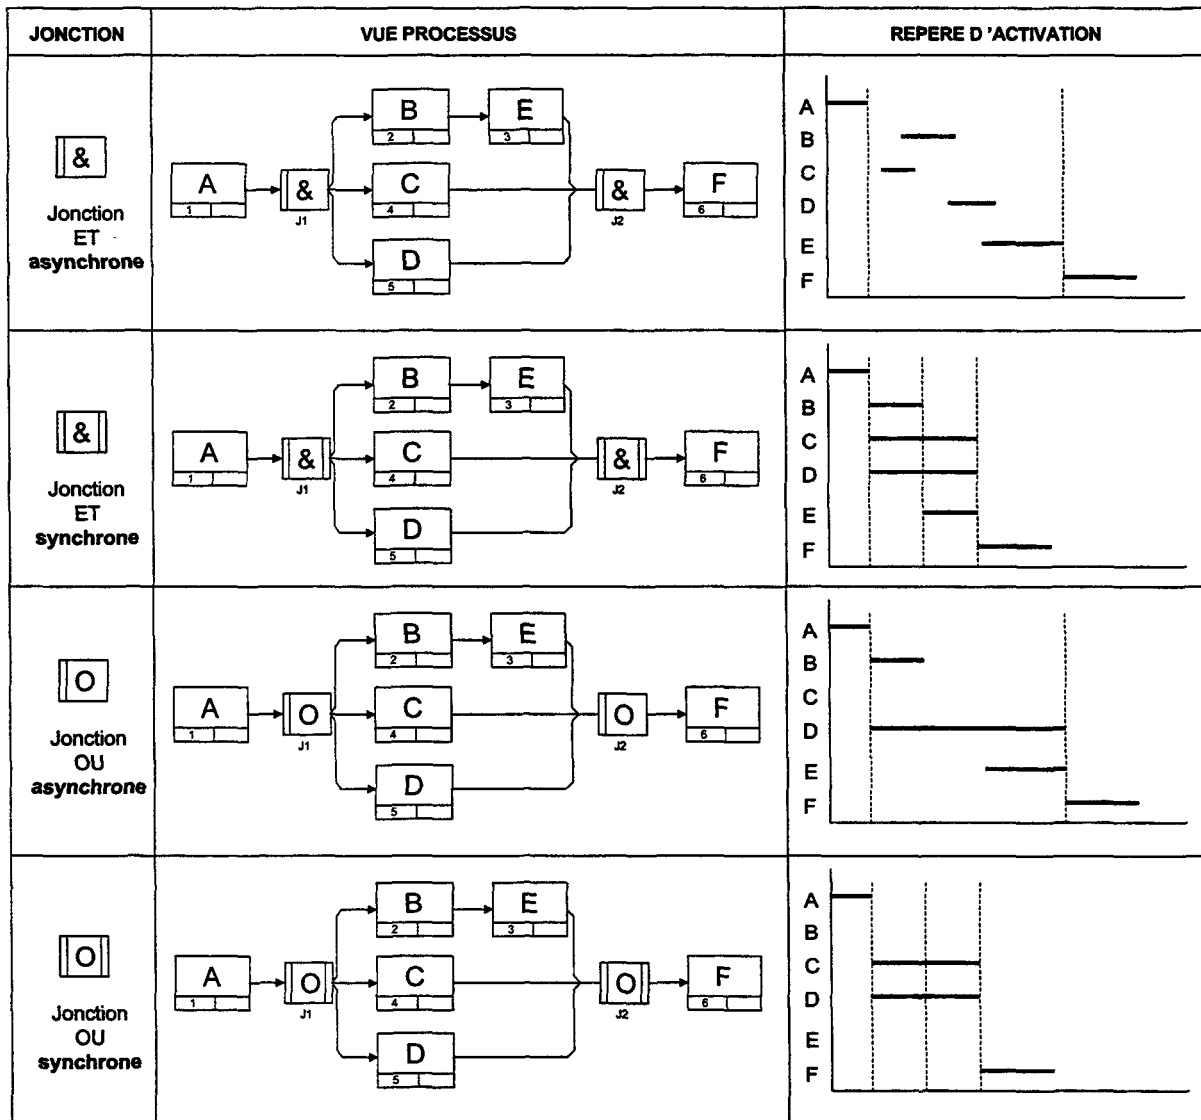 JONCTION
VUE PROCESSUS
REPERE D 'ACTIVATION
&
Jonction
ET
asynchrone
A
1
&
J1
B
2
E
3
C
4
D
5
&
J2
F
6
A
B
C
D
E
F
&
Jonction
ET
synchrone
A
1
&
J1
B
2
E
3
C
4
D
5
&
J2
F
6
A
B
C
D
E
F
O
Jonction
OU
asynchrone
A
1
O
J1
B
2
E
3
C
4
D
5
O
J2
F
6
A
B
C
D
E
F
O
Jonction
OU
synchrone
A
1
O
J1
B
2
E
3
C
4
D
5
O
J2
F
6
A
B
C
D
E
F